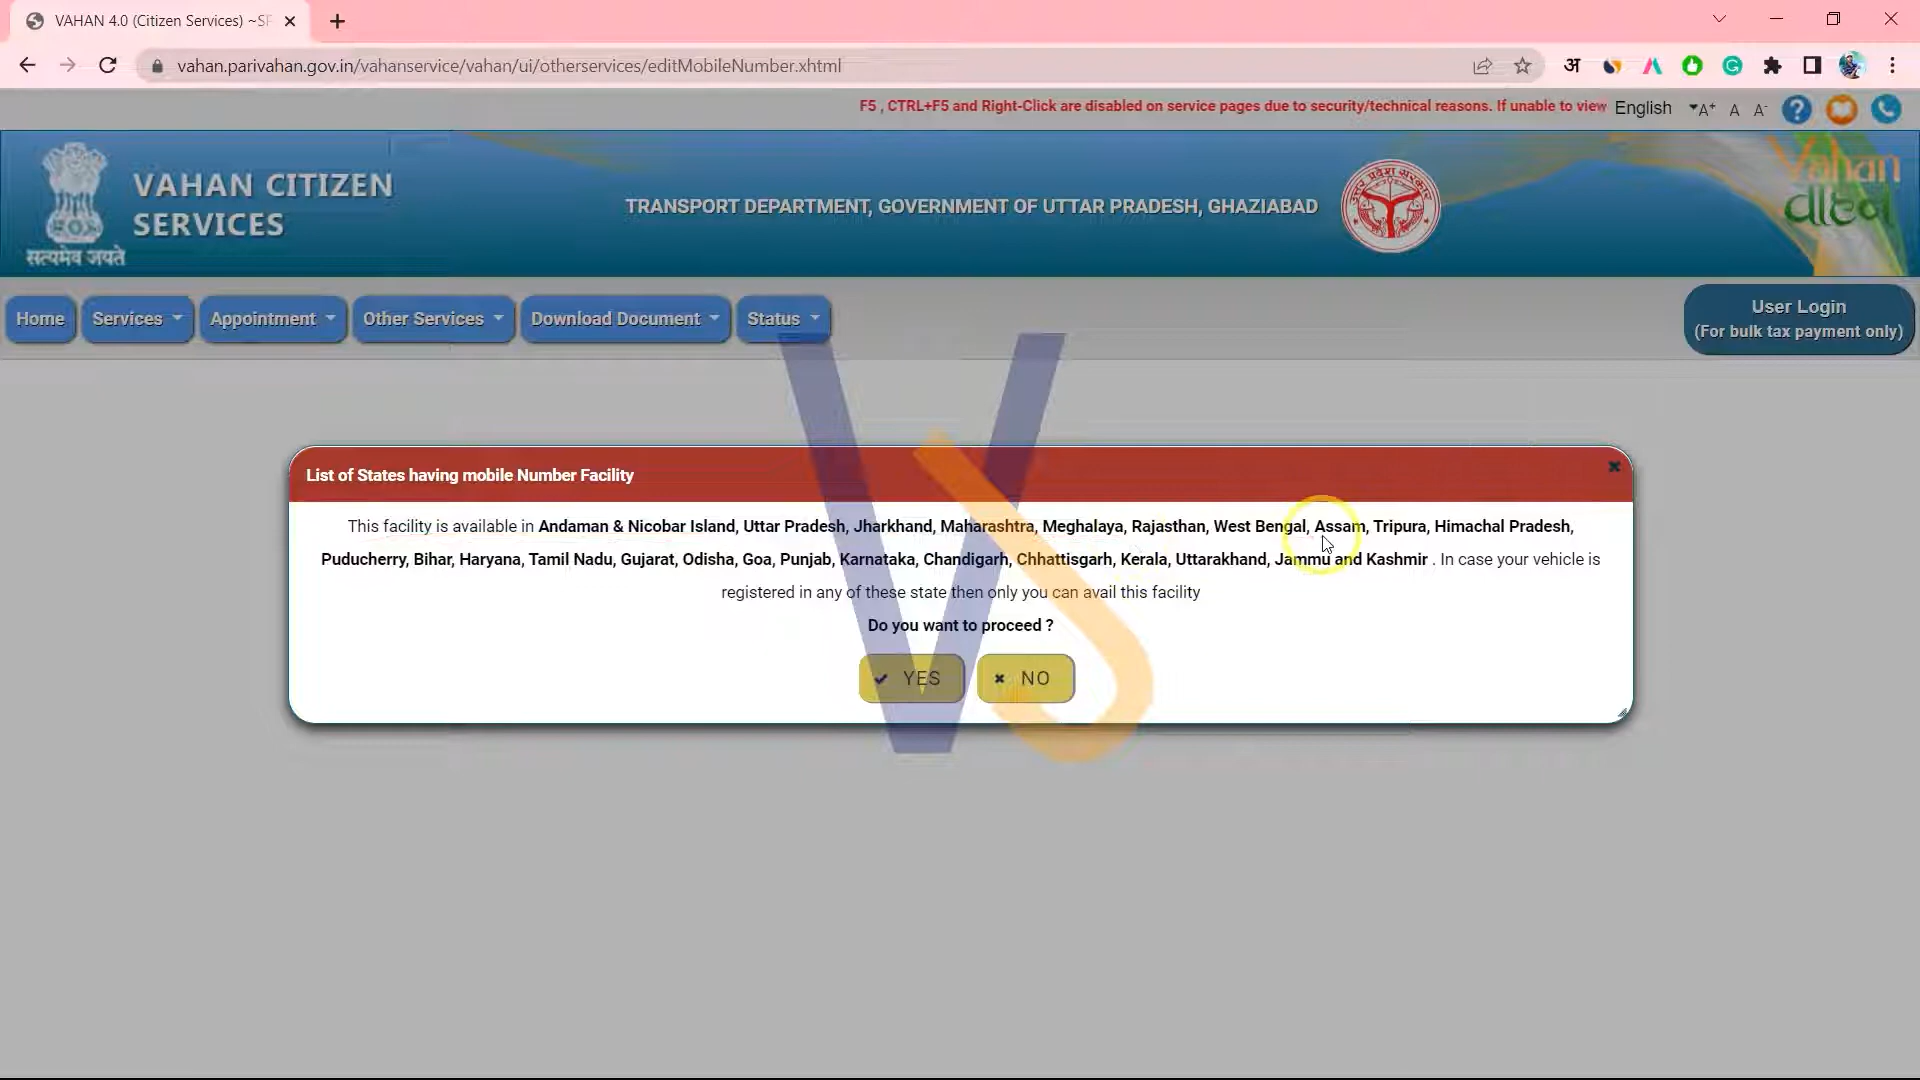 VAHAN 4.0 (Citizen Services) ~SF
vahan.parivahan.gov.in/vahanservice/vahan/ui/otherservices/editMobileNumber.xhtml
अ
F5 , CTRL+F5 and Right-Click are disabled on service pages due to security/technical reasons. If unable to view English A+ A A-
VAHAN CITIZEN
SERVICES
सत्यमेव जयते
TRANSPORT DEPARTMENT, GOVERNMENT OF UTTAR PRADESH, GHAZIABAD
Vahan
वाहन
Home Services Appointment Other Services Download Document Status
User Login
(For bulk tax payment only)
List of States having mobile Number Facility
This facility is available in Andaman & Nicobar Island, Uttar Pradesh, Jharkhand, Maharashtra, Meghalaya, Rajasthan, West Bengal, Assam, Tripura, Himachal Pradesh,
Puducherry, Bihar, Haryana, Tamil Nadu, Gujarat, Odisha, Goa, Punjab, Karnataka, Chandigarh, Chhattisgarh, Kerala, Uttarakhand, Jammu and Kashmir . In case your vehicle is
registered in any of these state then only you can avail this facility
Do you want to proceed ?
YES NO